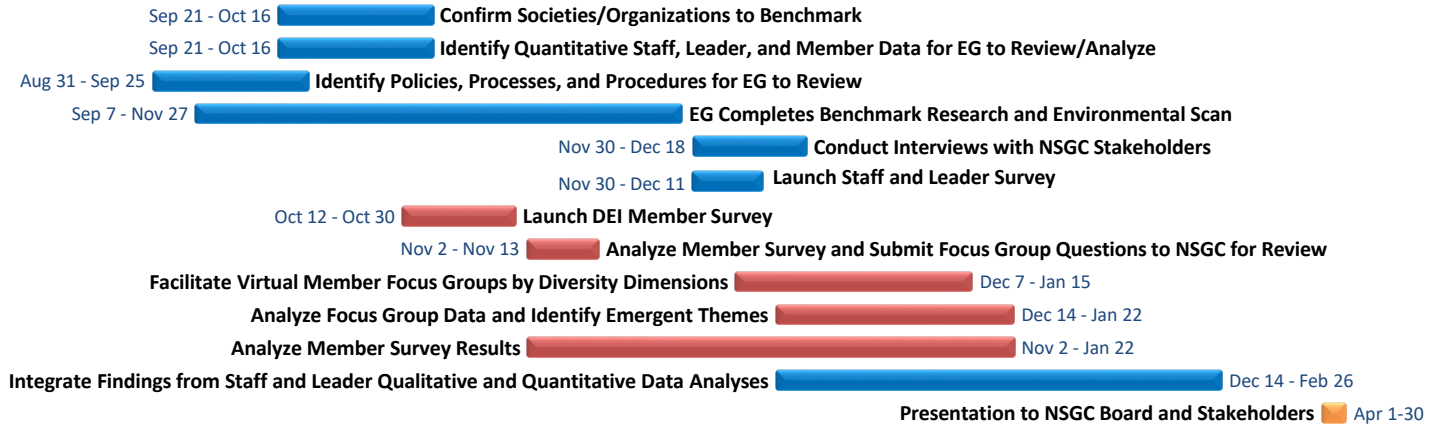 Sep 21 - Oct 16 Confirm Societies/Organizations to Benchmark
Sep 21 - Oct 16 Identify Quantitative Staff, Leader, and Member Data for EG to Review/Analyze
Aug 31 - Sep 25 Identify Policies, Processes, and Procedures for EG to Review
Sep 7 - Nov 27 EG Completes Benchmark Research and Environmental Scan
Nov 30 - Dec 18 Conduct Interviews with NSGC Stakeholders
Nov 30 - Dec 11 Launch Staff and Leader Survey
Oct 12 - Oct 30 Launch DEI Member Survey
Nov 2 - Nov 13 Analyze Member Survey and Submit Focus Group Questions to NSGC for Review
Facilitate Virtual Member Focus Groups by Diversity Dimensions Dec 7 - Jan 15
Analyze Focus Group Data and Identify Emergent Themes Dec 14 - Jan 22
Analyze Member Survey Results Nov 2 - Jan 22
Integrate Findings from Staff and Leader Qualitative and Quantitative Data Analyses Dec 14 - Feb 26
Presentation to NSGC Board and Stakeholders Apr 1-30